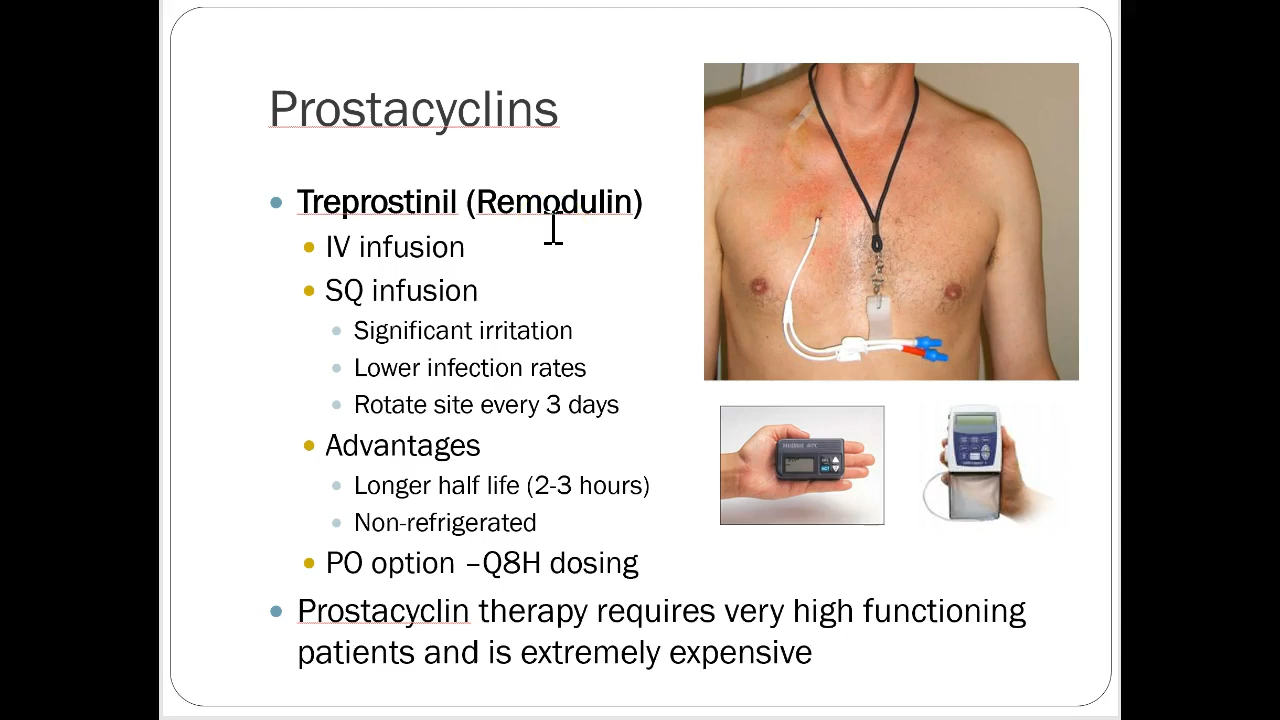 Prostacyclins
Treprostinil (Remodulin)
IV infusion
SQ infusion
Significant irritation
Lower infection rates
Rotate site every 3 days
Advantages
Longer half life (2-3 hours)
Non-refrigerated
PO option –Q8H dosing
Prostacyclin therapy requires very high functioning
patients and is extremely expensive